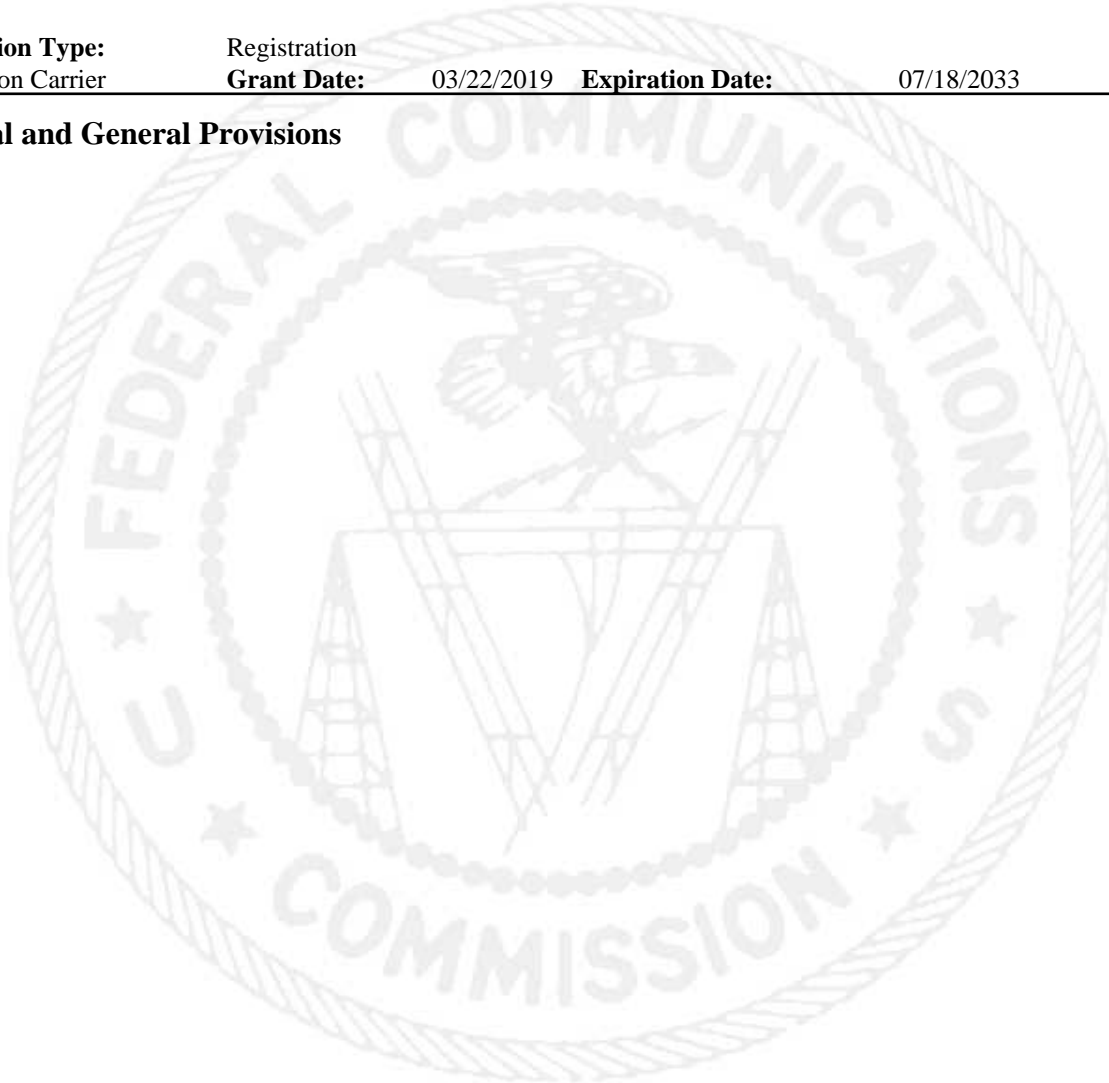 ion Type: Registration
on Carrier Grant Date: 03/22/2019 Expiration Date: 07/18/2033
al and General Provisions
FEDERAL COMMUNICATIONS COMMISSION
U S